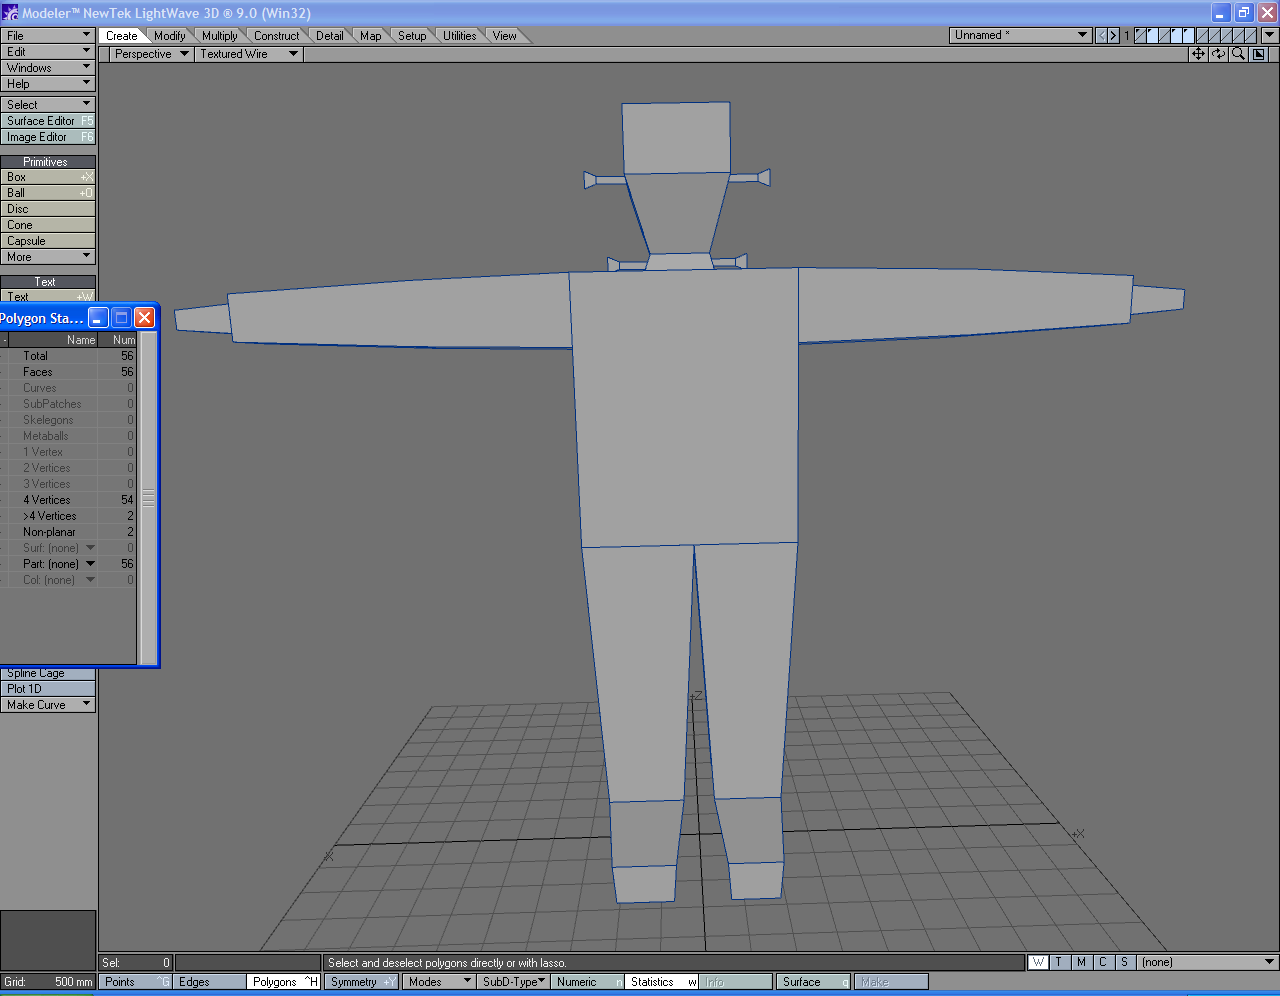 Modeler™ NewTek LightWave 3D ® 9.0 (Win32)
File
Edit
Windows
Help
Create Modify Multiply Construct Detail Map Setup Utilities View
Unnamed *
1
Perspective Textured Wire
Select
Surface Editor F5
Image Editor F6
Primitives
Box +X
Ball +O
Disc
Cone
Capsule
More
Text
Text +W
Polygon Sta...
- Name Num
Total 56
Faces 56
Curves 0
SubPatches 0
Skelegons 0
Metaballs 0
1 Vertex 0
2 Vertices 0
3 Vertices 0
4 Vertices 54
>4 Vertices 2
Non-planar 2
Surf: (none) 0
Part: (none) 56
Col: (none) 0
Spline Cage
Plot 1D
Make Curve
+Z
+X
-X
Sel: 0
Select and deselect polygons directly or with lasso.
W T M C S (none)
Grid: 500 mm
Points ^G Edges Polygons ^H Symmetry +Y Modes SubD-Type Numeric n Statistics w Info Surface q Make